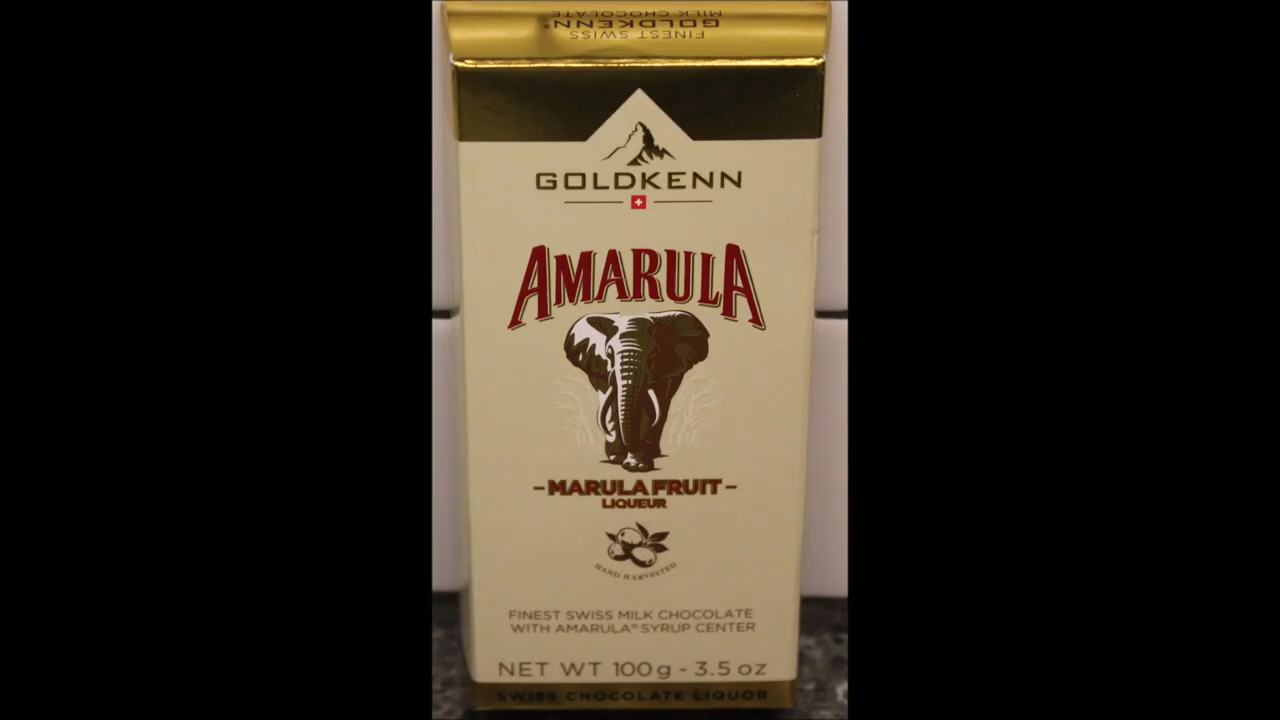 FINEST SWISS
GOLDKENN
MILK CHOCOLATE
GOLDKENN
AMARULA
-MARULA FRUIT-
LIQUEUR
HAND HARVESTED
FINEST SWISS MILK CHOCOLATE
WITH AMARULA® SYRUP CENTER
NET WT 100g - 3.5 oz
SWISS CHOCOLATE LIQUOR